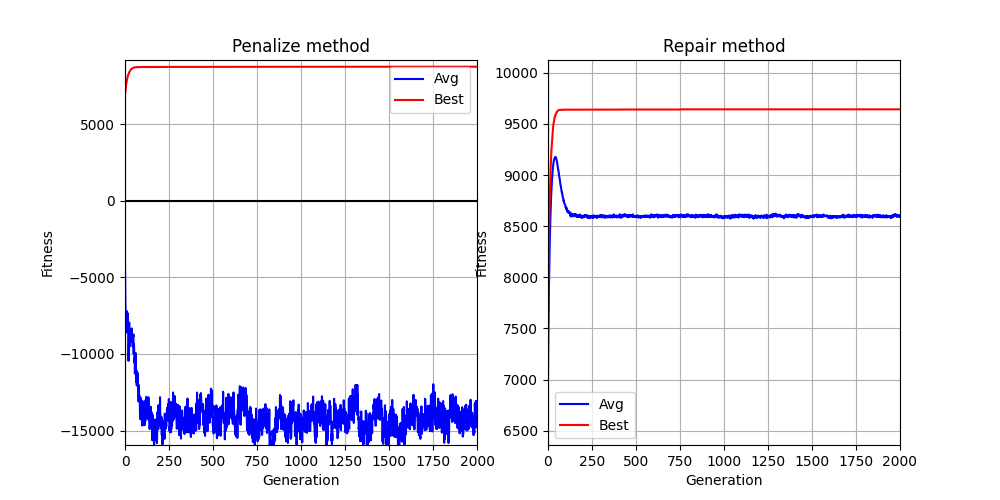 Penalize method
Fitness
5000
0
−5000
−10000
−15000
0 250 500 750 1000 1250 1500 1750 2000
Generation
Avg
Best
Repair method
Fitness
10000
9500
9000
8500
8000
7500
7000
6500
0 250 500 750 1000 1250 1500 1750 2000
Generation
Avg
Best